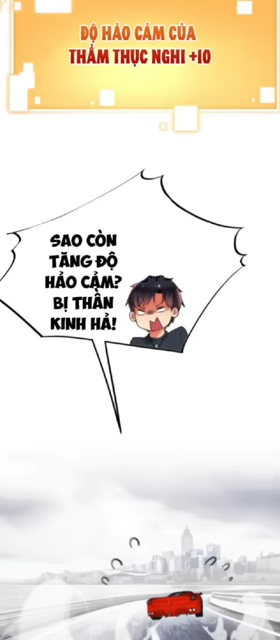 ĐỘ HẢO CẢM CỦA
THẨM THỤC NGHI +10
SAO CÒN
TĂNG ĐỘ
HẢO CẢM?
BỊ THẦN
KINH HẢ!